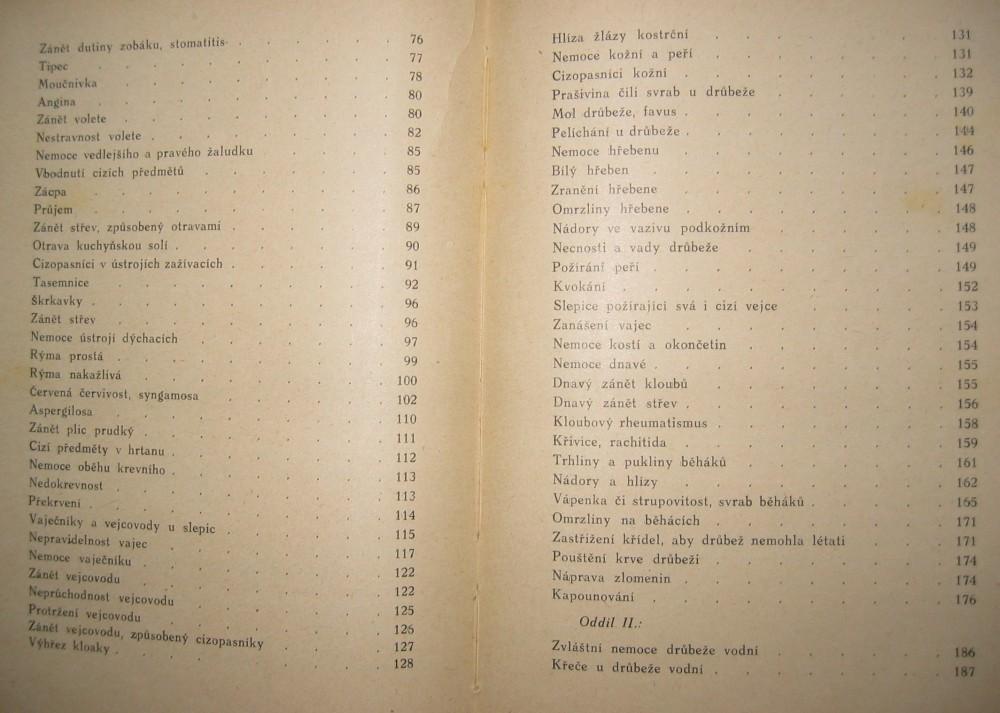 Zánět dutiny zobáku, stomatitis 76
Tipec 77
Moučnivka 78
Angina 80
Zánět volete 80
Nestravnost volete 82
Nemoce vedlejšího a pravého žaludku 85
Vbodnutí cizích předmětů 85
Zácpa 86
Průjem 87
Zánět střev, způsobený otravami 89
Otrava kuchyňskou solí 90
Cizopasníci v ústrojích zažívacích 91
Tasemnice 92
Škrkavky 96
Zánět střev 96
Nemoce ústrojí dýchacích 97
Rýma prostá 99
Rýma nakažlivá 100
Červená červivost, syngamosa 102
Aspergilosa 110
Zánět plic prudký 111
Cizí předměty v hrtanu 112
Nemoce oběhu krevního 113
Nedokrevnost 113
Překrvení 114
Vaječníky a vejcovody u slepic 115
Nepravidelnost vajec 117
Nemoce vaječníku 122
Zánět vejcovodu 122
Neprůchodnost vejcovodu 125
Protržení vejcovodu 126
Zánět vejcovodu, způsobený cizopasníky 127
Výhřez kloaky 128
Hlíza žlázy kostrční 131
Nemoce kožní a peří 131
Cizopasníci kožní 132
Prašivina čili svrab u drůbeže 139
Mol drůbeže, favus 140
Pelichání u drůbeže 144
Nemoce hřebenu 146
Bílý hřeben 147
Zranění hřebene 147
Omrzliny hřebene 148
Nádory ve vazivu podkožním 148
Necnosti a vady drůbeže 149
Požírání peří 149
Kvokání 152
Slepice požírající svá i cizí vejce 153
Zanášení vajec 154
Nemoce kostí a okončetin 154
Nemoce dnavé 155
Dnavý zánět kloubů 155
Dnavý zánět střev 156
Kloubový rheumatismus 158
Křivice, rachitida 159
Trhliny a pukliny běháků 161
Nádory a hlízy 162
Vápenka či strupovitost, svrab běháků 165
Omrzliny na běhácích 171
Zastřižení křídel, aby drůbež nemohla létati 171
Pouštění krve drůbeži 174
Náprava zlomenin 174
Kapounování 176
Oddíl II.:
Zvláštní nemoce drůbeže vodní 186
Křeče u drůbeže vodní 187